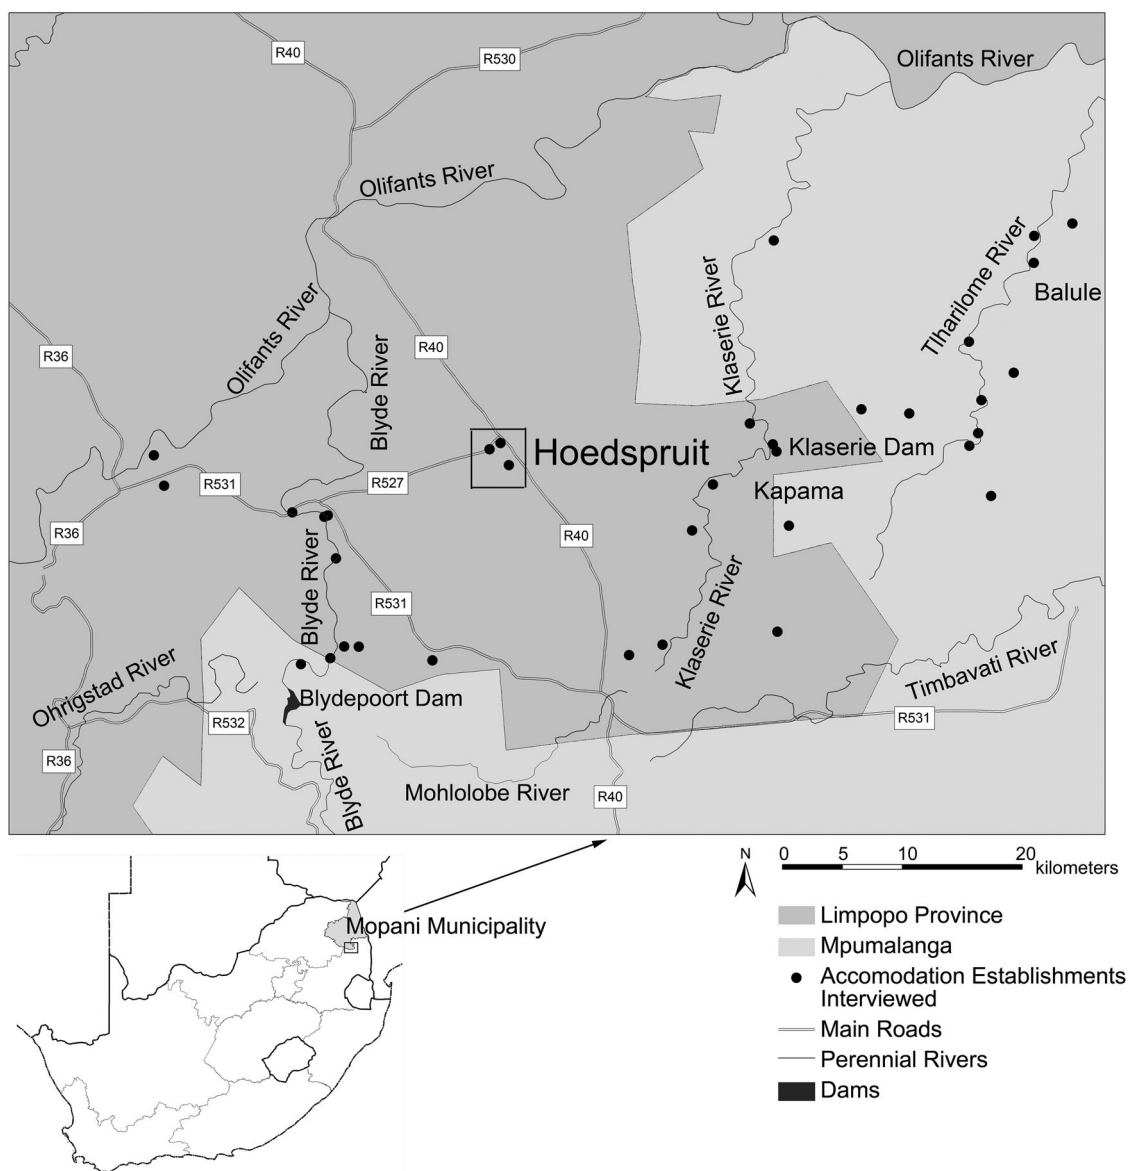 R40
R530
Olifants River
Olifants River
Klaserie River
Tlharilome River
Balule
Olifants River
Blyde River
R36
R40
Hoedspruit
Klaserie Dam
Kapama
R531
R527
R36
R40
Blyde River
R531
Klaserie River
Ohrigstad River
Timbavati River
Blydepoort Dam
R532
R531
Blyde River
R36
Mohlolobe River
R40
Mopani Municipality
N
0 5 10 20
kilometers
Limpopo Province
Mpumalanga
Accomodation Establishments
Interviewed
Main Roads
Perennial Rivers
Dams